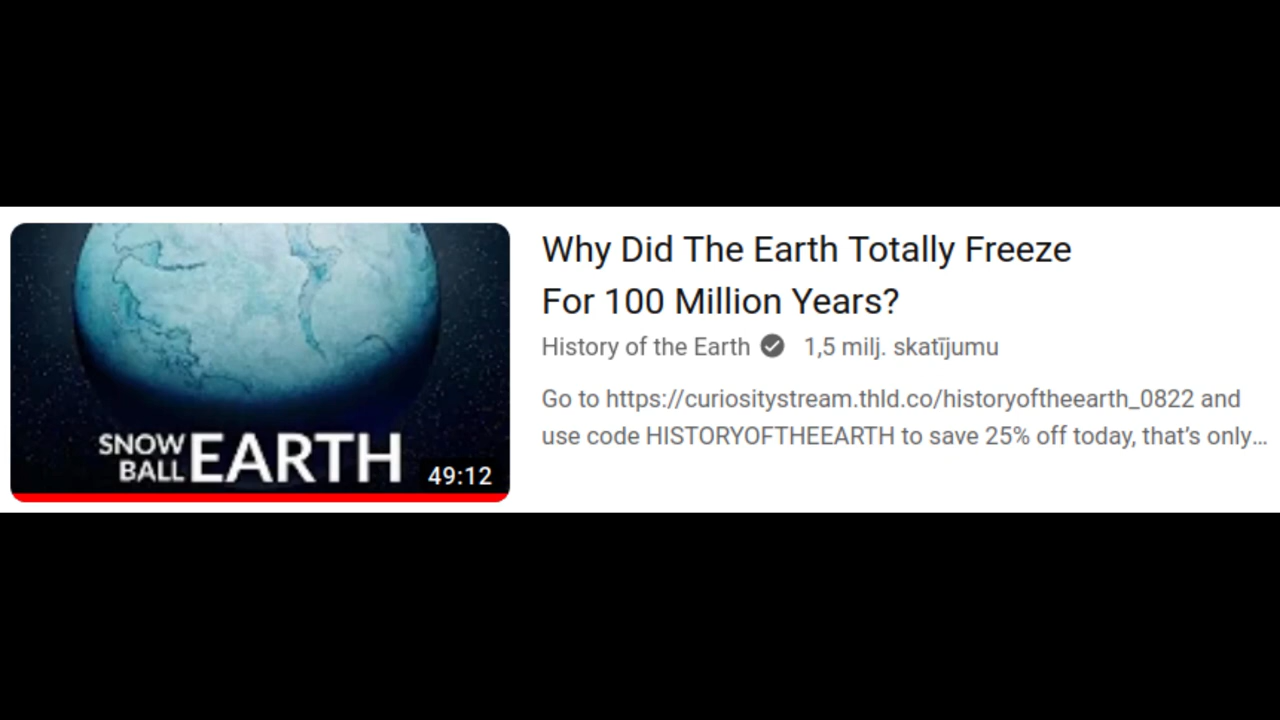 SNOW
BALL EARTH
49:12
Why Did The Earth Totally Freeze
For 100 Million Years?
History of the Earth 1,5 milj. skatījumu
Go to https://curiositystream.thld.co/historyoftheearth_0822 and
use code HISTORYOFTHEEARTH to save 25% off today, that’s only...